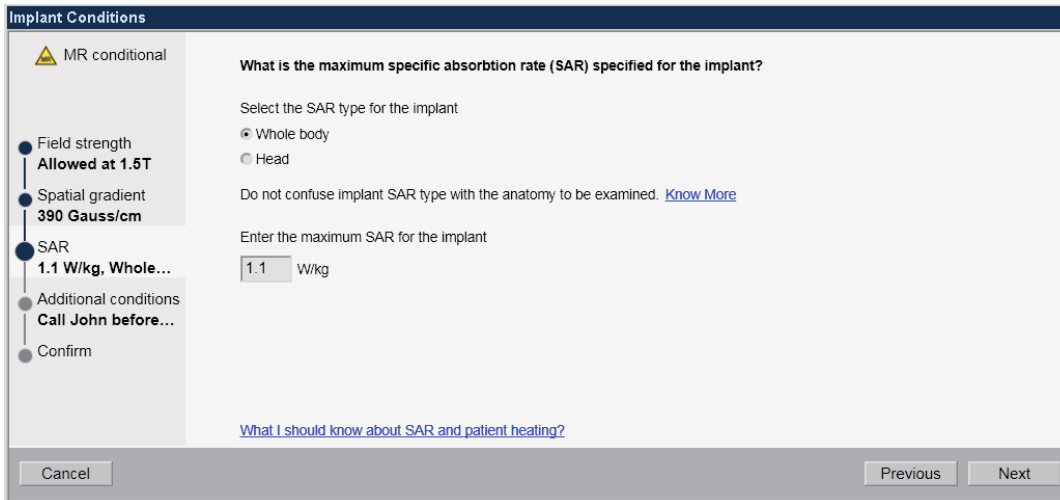 Implant Conditions
MR conditional
Field strength
Allowed at 1.5T
Spatial gradient
390 Gauss/cm
SAR
1.1 W/kg, Whole...
Additional conditions
Call John before...
Confirm
What is the maximum specific absorbtion rate (SAR) specified for the implant?
Select the SAR type for the implant
Whole body
Head
Do not confuse implant SAR type with the anatomy to be examined. Know More
Enter the maximum SAR for the implant
1.1 W/kg
What I should know about SAR and patient heating?
Cancel
Previous
Next